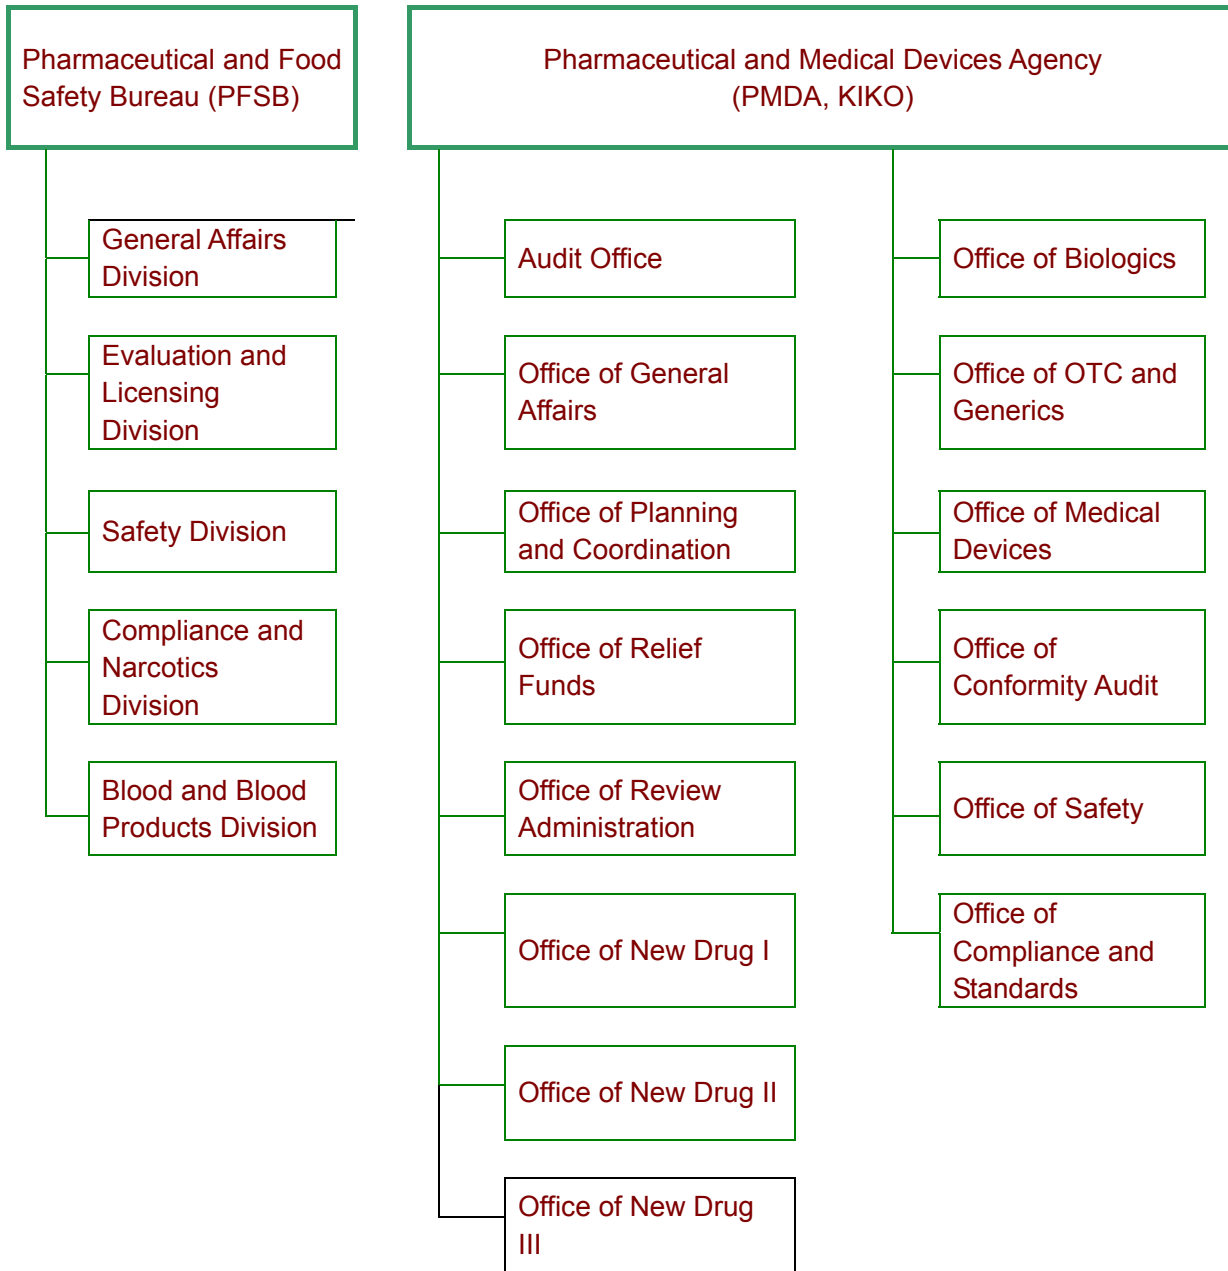 Pharmaceutical and Food
Safety Bureau (PFSB)
General Affairs
Division
Evaluation and
Licensing
Division
Safety Division
Compliance and
Narcotics
Division
Blood and Blood
Products Division
Pharmaceutical and Medical Devices Agency
(PMDA, KIKO)
Audit Office
Office of General
Affairs
Office of Planning
and Coordination
Office of Relief
Funds
Office of Review
Administration
Office of New Drug I
Office of New Drug II
Office of New Drug
III
Office of Biologics
Office of OTC and
Generics
Office of Medical
Devices
Office of
Conformity Audit
Office of Safety
Office of
Compliance and
Standards